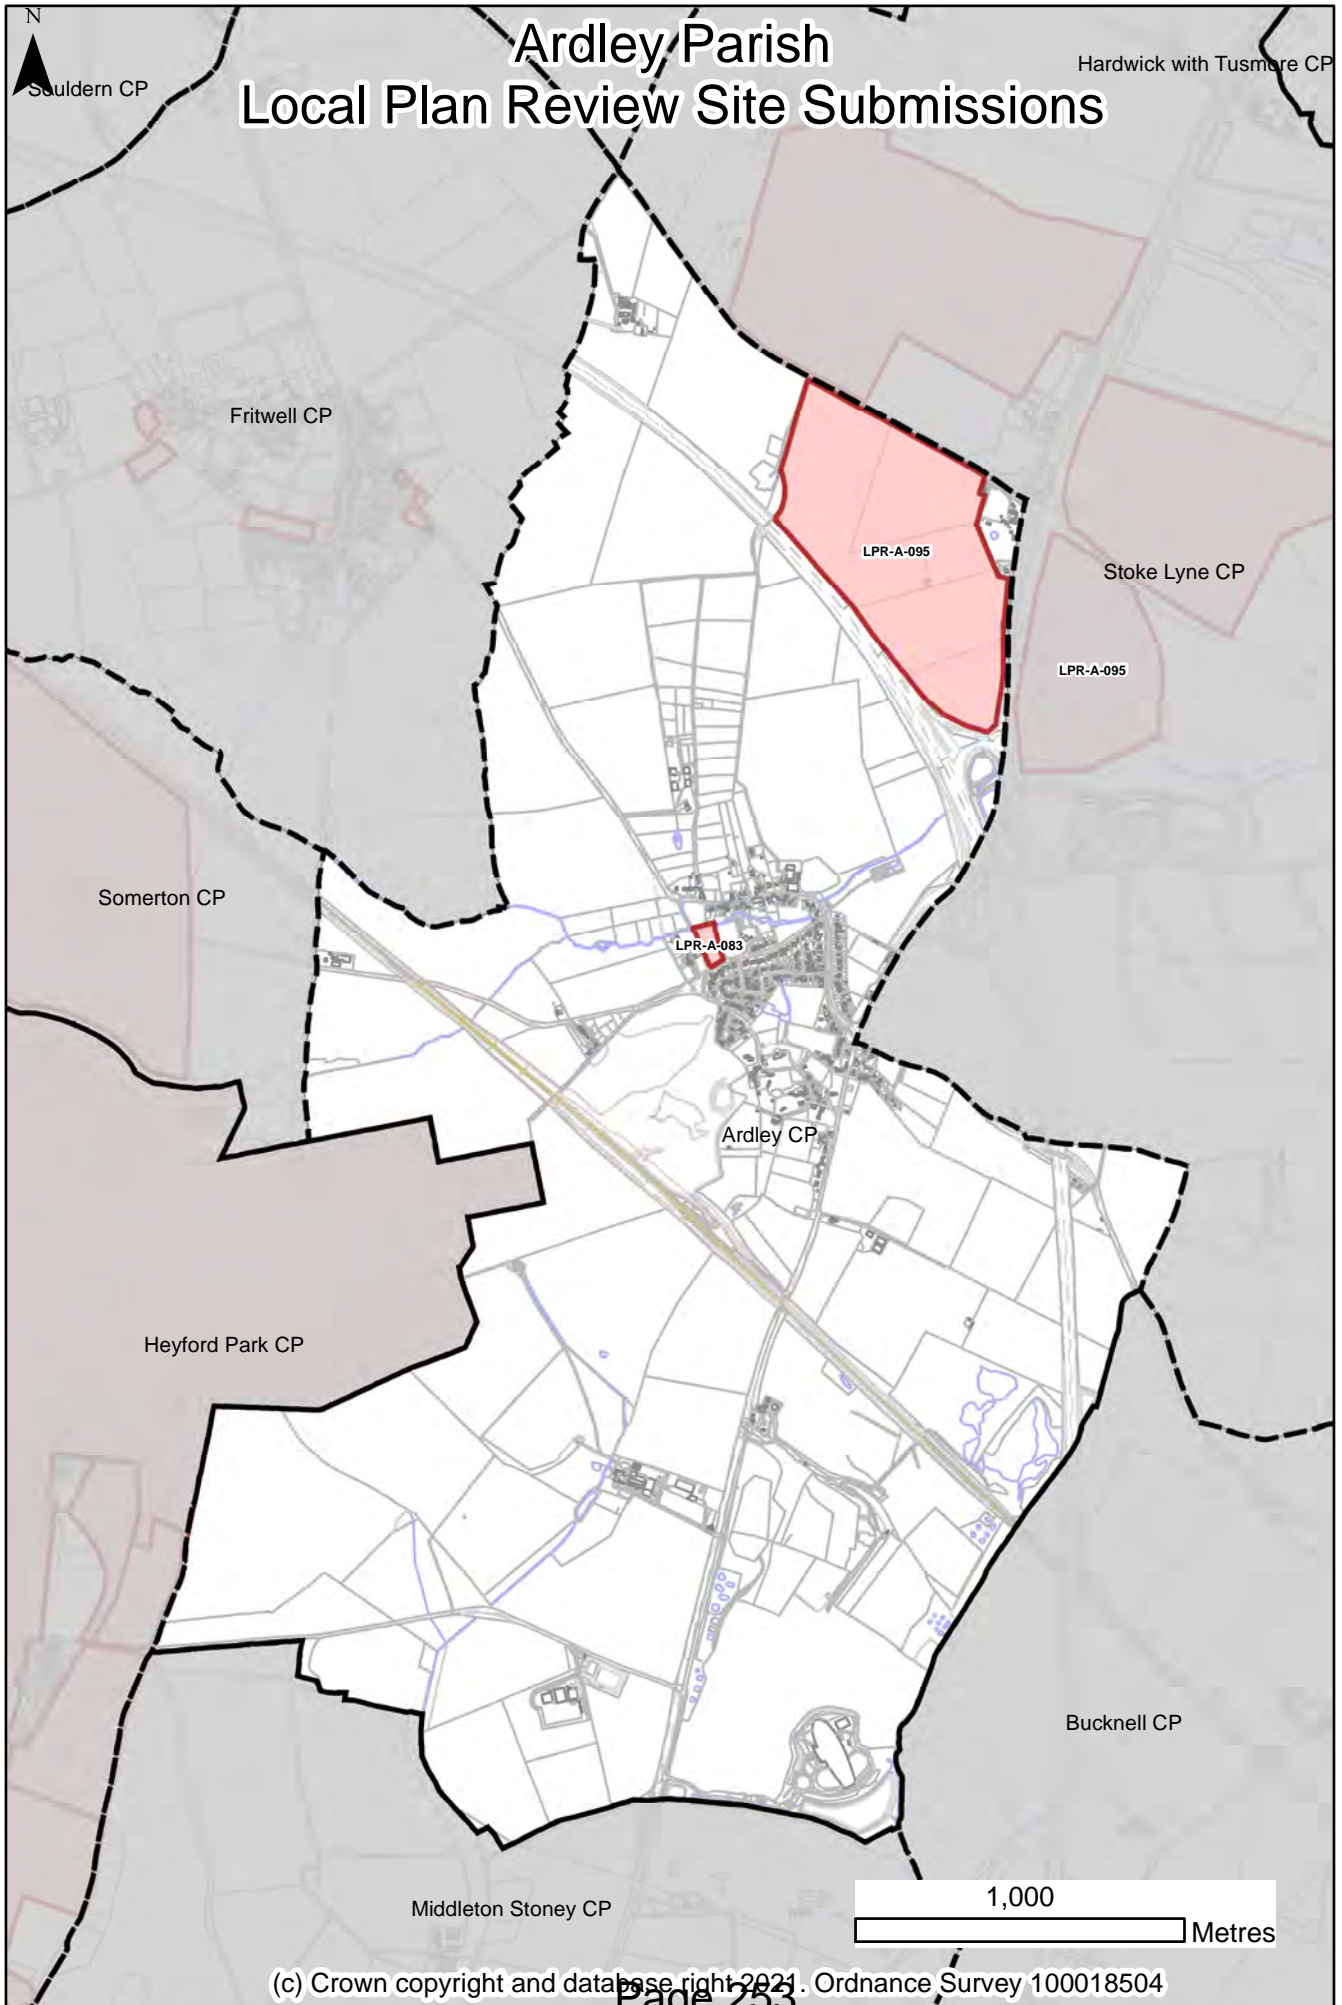 N
Ardley Parish
Local Plan Review Site Submissions
Hardwick with Tusmore CP
Souldern CP
Fritwell CP
LPR-A-095
Stoke Lyne CP
LPR-A-095
Somerton CP
LPR-A-083
Ardley CP
Heyford Park CP
Bucknell CP
Middleton Stoney CP
1,000
Metres
(c) Crown copyright and database right 2021. Ordnance Survey 100018504
Page 253